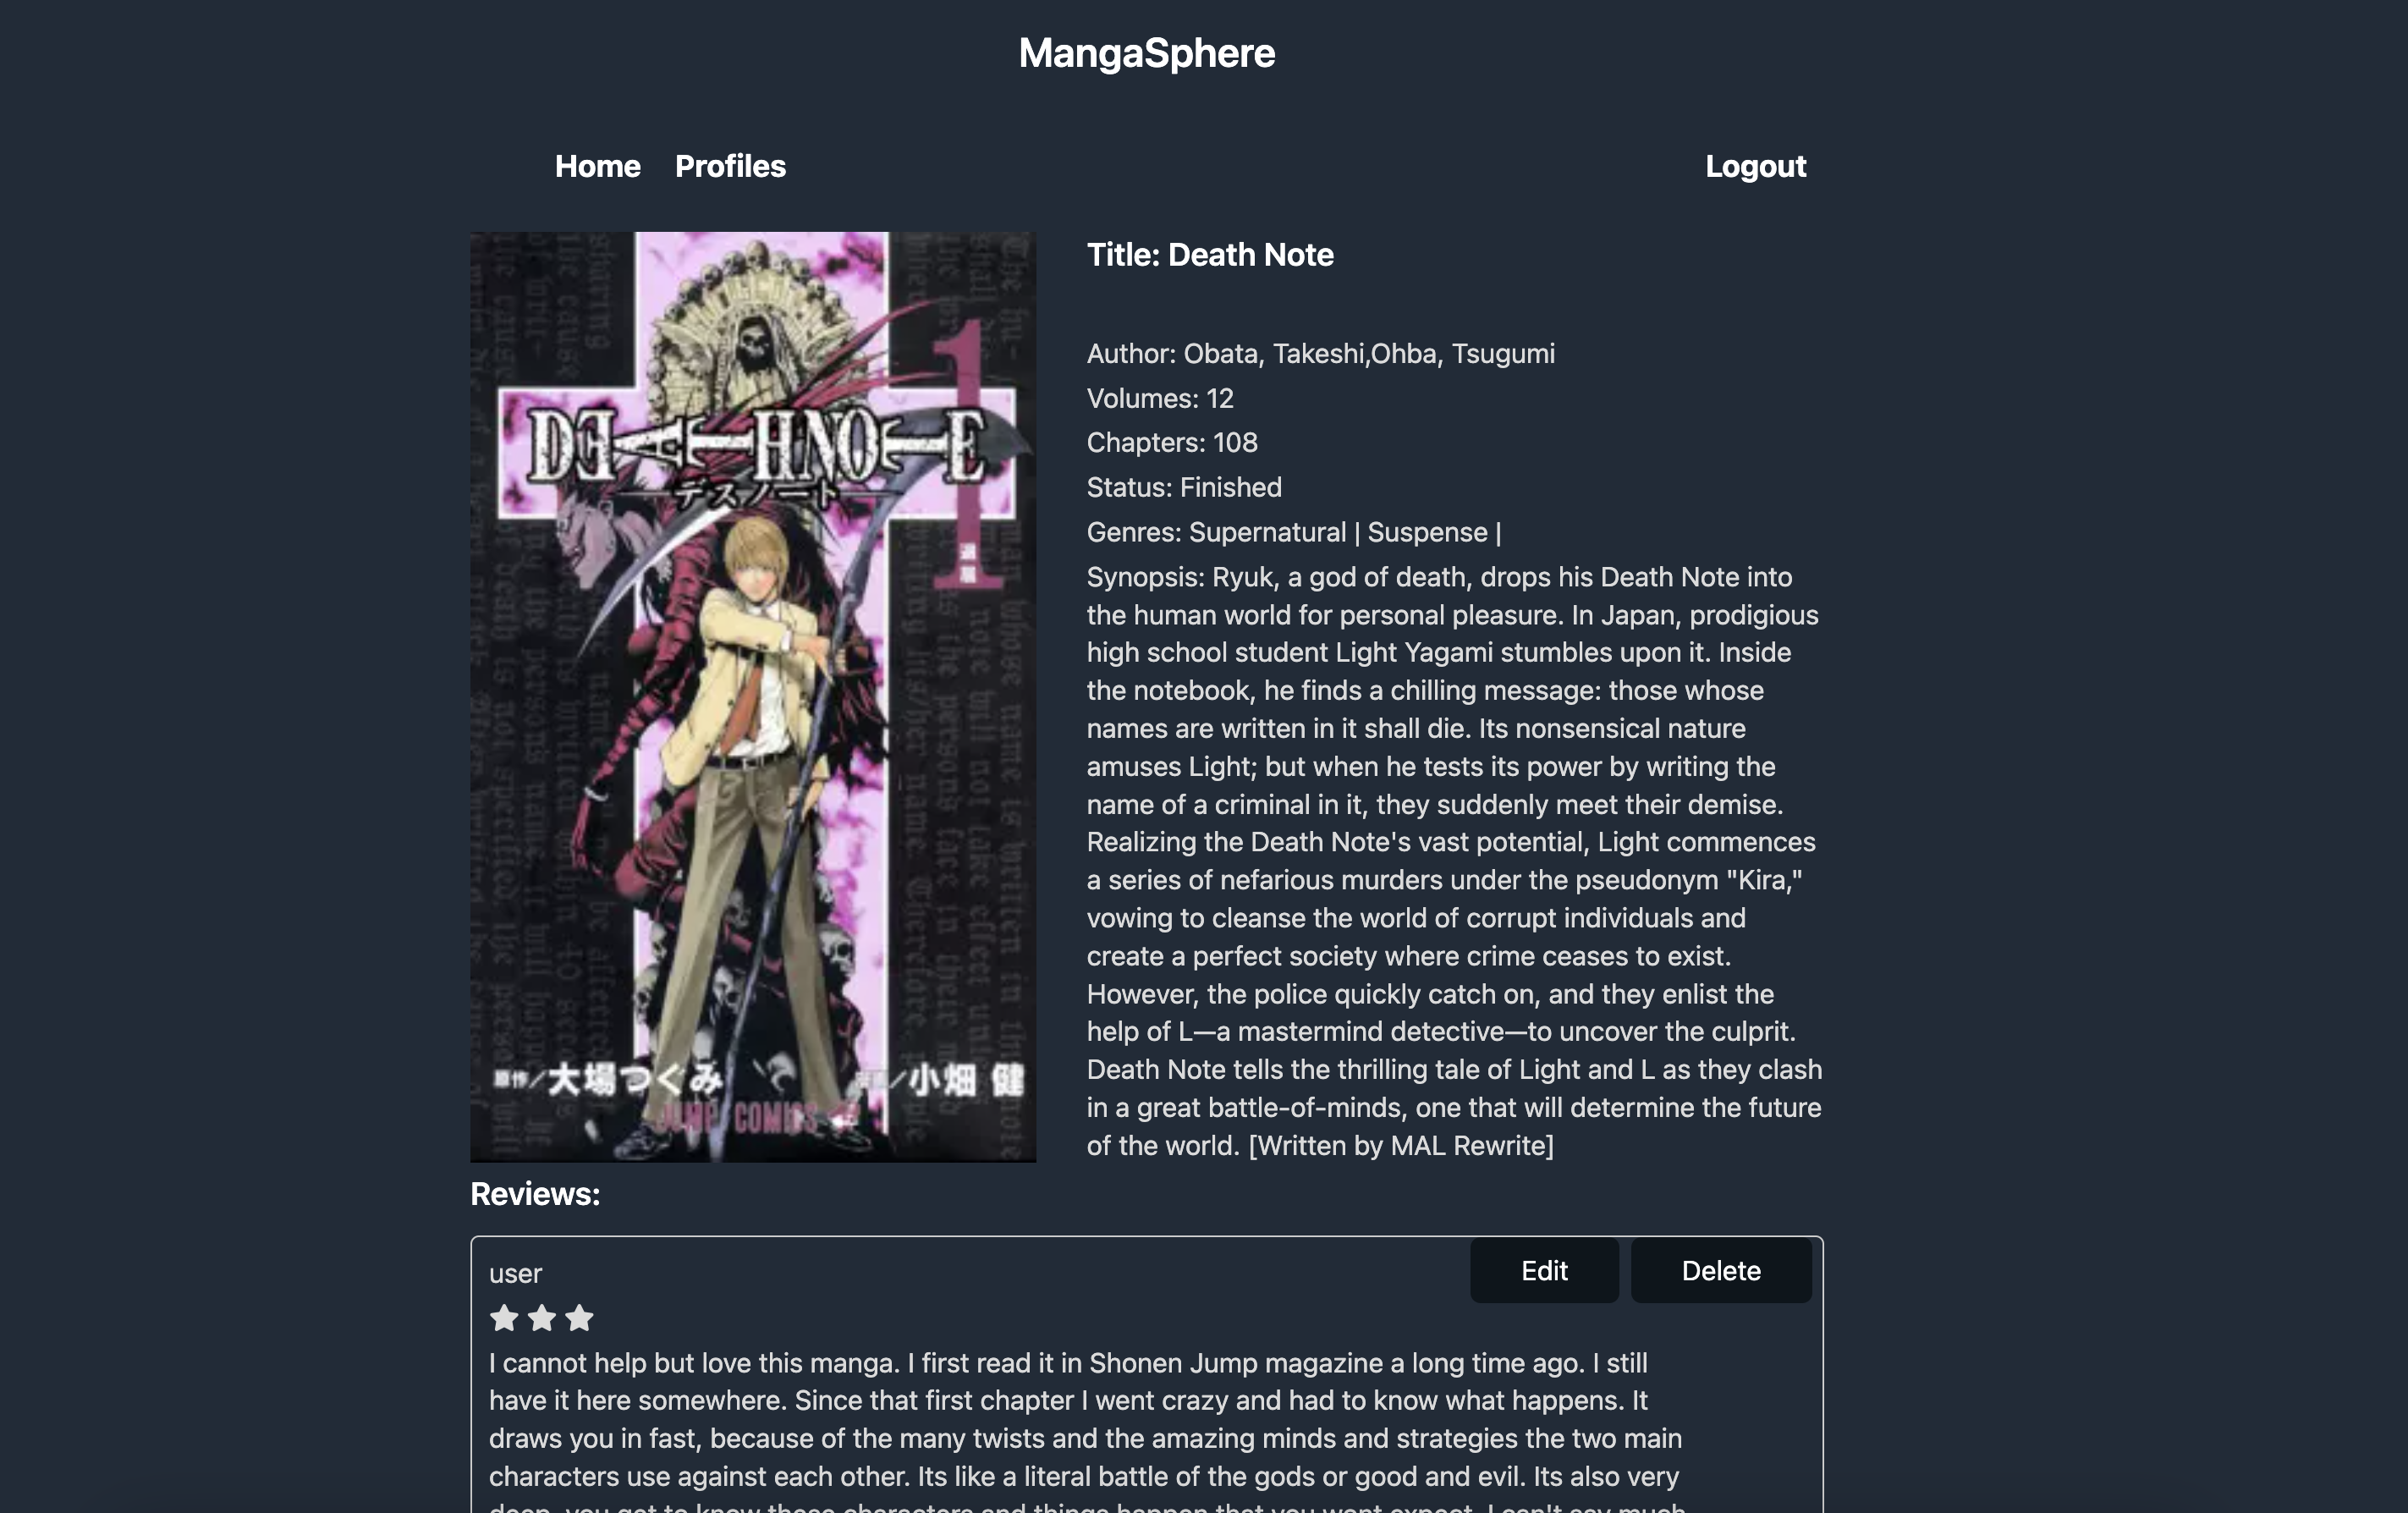 MangaSphere
Home Profiles Logout
DEATH NOTE
デスノート
1
大場つぐみ
小畑 健
JUMP COMICS
Title: Death Note
Author: Obata, Takeshi,Ohba, Tsugumi
Volumes: 12
Chapters: 108
Status: Finished
Genres: Supernatural | Suspense |
Synopsis: Ryuk, a god of death, drops his Death Note into
the human world for personal pleasure. In Japan, prodigious
high school student Light Yagami stumbles upon it. Inside
the notebook, he finds a chilling message: those whose
names are written in it shall die. Its nonsensical nature
amuses Light; but when he tests its power by writing the
name of a criminal in it, they suddenly meet their demise.
Realizing the Death Note's vast potential, Light commences
a series of nefarious murders under the pseudonym "Kira,"
vowing to cleanse the world of corrupt individuals and
create a perfect society where crime ceases to exist.
However, the police quickly catch on, and they enlist the
help of L—a mastermind detective—to uncover the culprit.
Death Note tells the thrilling tale of Light and L as they clash
in a great battle-of-minds, one that will determine the future
of the world. [Written by MAL Rewrite]
Reviews:
user
Edit Delete
I cannot help but love this manga. I first read it in Shonen Jump magazine a long time ago. I still
have it here somewhere. Since that first chapter I went crazy and had to know what happens. It
draws you in fast, because of the many twists and the amazing minds and strategies the two main
characters use against each other. Its like a literal battle of the gods or good and evil. Its also very